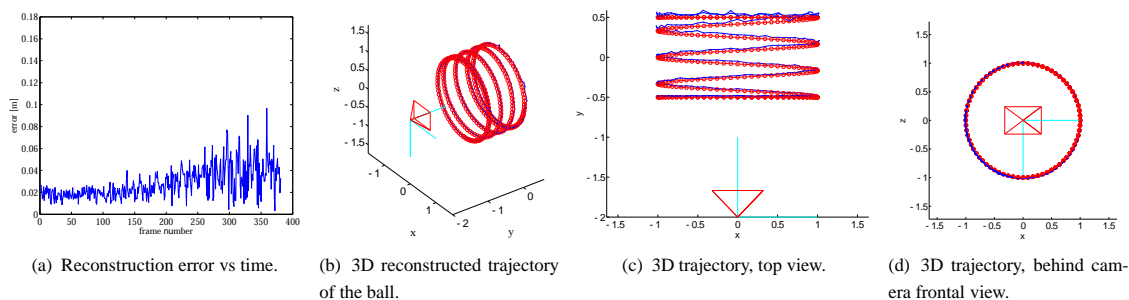 0.18
0.16
0.14
0.12
0.1
0.08
0.06
0.04
0.02
0
error [m]
0 50 100 150 200 250 300 350 400
frame number
(a) Reconstruction error vs time.
1.5
1
0.5
0
- 0.5
- 1
- 1.5
z
- 1
0
1
x
- 2
- 1
0
y
(b) 3D reconstructed trajectory
of the ball.
0.5
0
- 0.5
- 1
- 1.5
- 2
y
- 1.5 - 1 - 0.5 0 0.5 1 1.5
x
(c) 3D trajectory, top view.
1.5
1
0.5
0
- 0.5
- 1
- 1.5
z
- 1.5 - 1 - 0.5 0 0.5 1 1.5
x
(d) 3D trajectory, behind cam-
era frontal view.